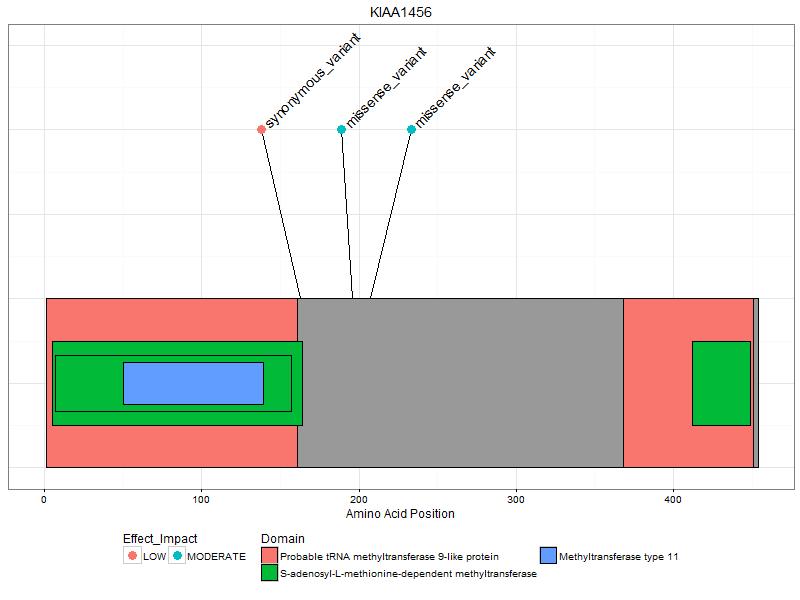 KIAA1456
synonymous_variant
missense_variant
missense_variant
0 100 200 300 400
Amino Acid Position
Effect_Impact
LOW MODERATE
Domain
Probable tRNA methyltransferase 9-like protein
Methyltransferase type 11
S-adenosyl-L-methionine-dependent methyltransferase